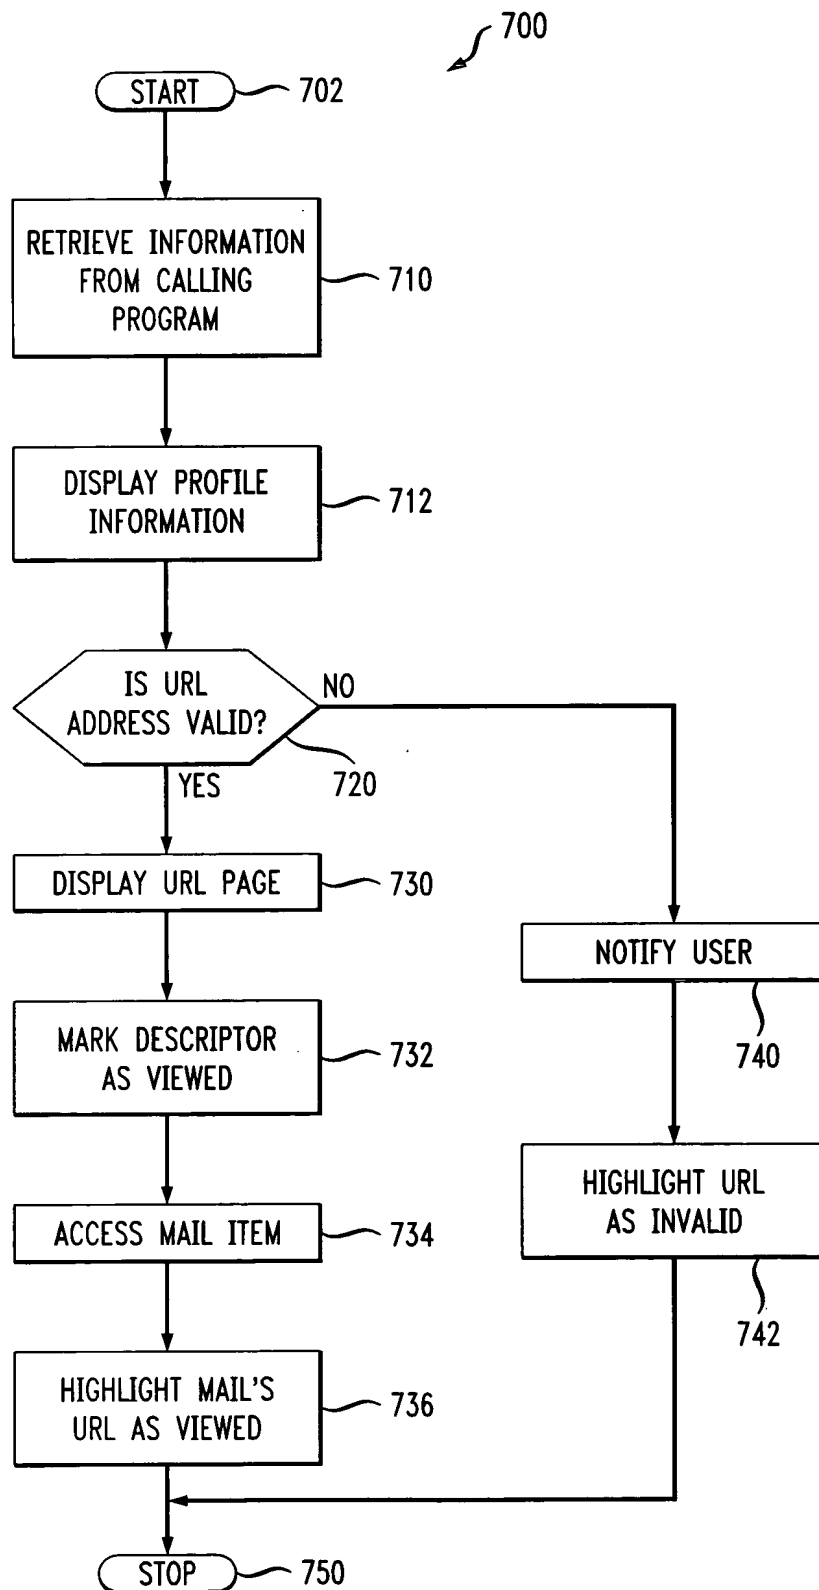 700
START
702
RETRIEVE INFORMATION
FROM CALLING
PROGRAM
710
DISPLAY PROFILE
INFORMATION
712
IS URL
ADDRESS VALID?
NO
720
YES
DISPLAY URL PAGE
730
NOTIFY USER
740
MARK DESCRIPTOR
AS VIEWED
732
HIGHLIGHT URL
AS INVALID
742
ACCESS MAIL ITEM
734
HIGHLIGHT MAIL'S
URL AS VIEWED
736
STOP
750